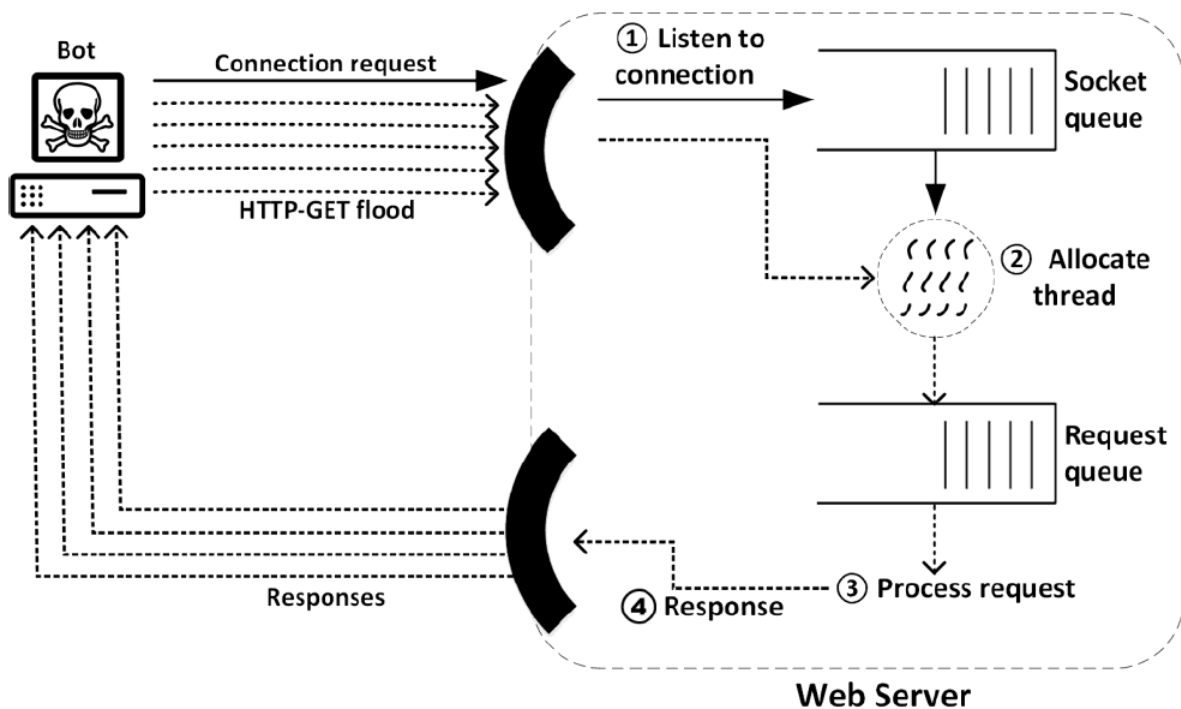 Bot
Connection request
HTTP-GET flood
① Listen to
connection
Socket
queue
② Allocate
thread
Request
queue
③ Process request
④ Response
Responses
Web Server